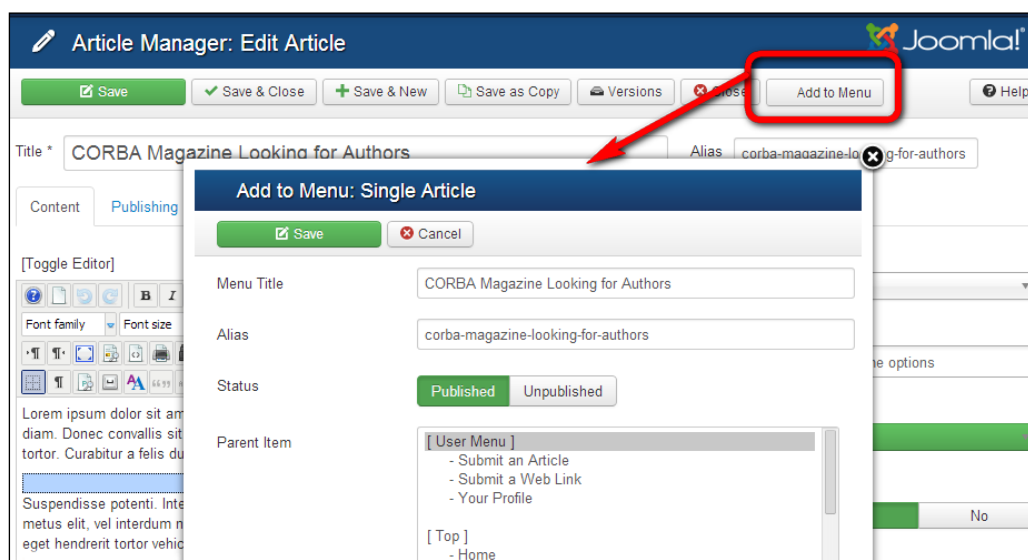 Article Manager: Edit Article
Joomla!
Save
Save & Close
Save & New
Save as Copy
Versions
Close
Add to Menu
Help
Title *
CORBA Magazine Looking for Authors
Alias
corba-magazine-lo g-for-authors
Content
Publishing
[Toggle Editor]
B I
Font family
Font size
Lorem ipsum dolor sit am
diam. Donec convallis sit
tortor. Curabitur a felis du
Suspendisse potenti. Inte
metus elit, vel interdum n
eget hendrerit tortor vehic
Add to Menu: Single Article
Save
Cancel
Menu Title
CORBA Magazine Looking for Authors
Alias
corba-magazine-looking-for-authors
Status
Published
Unpublished
Parent Item
[ User Menu ]
- Submit an Article
- Submit a Web Link
- Your Profile
[ Top ]
- Home
options
No